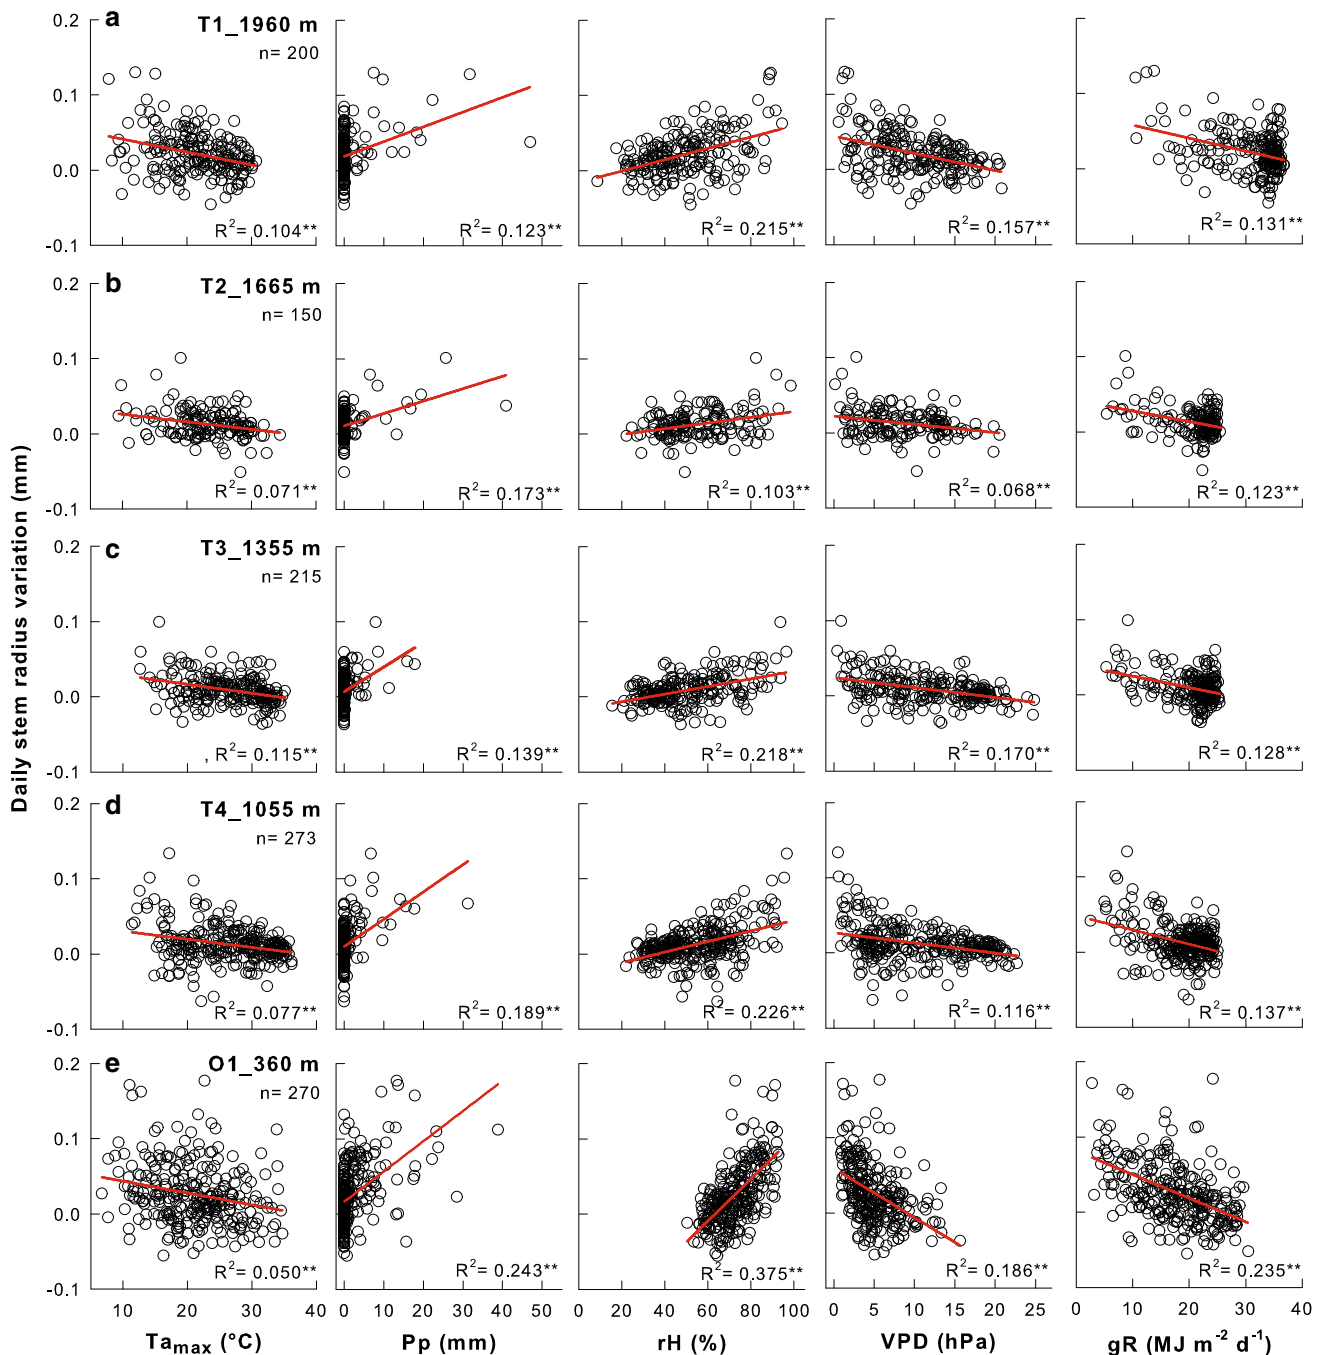 a T1_1960 m
n= 200
0.2
0.1
0.0
-0.1
R²= 0.104**
R²= 0.123**
R²= 0.215**
R²= 0.157**
R²= 0.131**
b T2_1665 m
n= 150
0.2
0.1
0.0
-0.1
R²= 0.071**
R²= 0.173**
R²= 0.103**
R²= 0.068**
R²= 0.123**
c T3_1355 m
n= 215
0.2
0.1
0.0
-0.1
, R²= 0.115**
R²= 0.139**
R²= 0.218**
R²= 0.170**
R²= 0.128**
d T4_1055 m
n= 273
0.2
0.1
0.0
-0.1
R²= 0.077**
R²= 0.189**
R²= 0.226**
R²= 0.116**
R²= 0.137**
e O1_360 m
n= 270
0.2
0.1
0.0
-0.1
R²= 0.050**
R²= 0.243**
R²= 0.375**
R²= 0.186**
R²= 0.235**
Daily stem radius variation (mm)
10 20 30 40
0 10 20 30 40 50
20 40 60 80 100
0 5 10 15 20 25
0 10 20 30 40
Ta_max (°C)
Pp (mm)
rH (%)
VPD (hPa)
gR (MJ m⁻² d⁻¹)